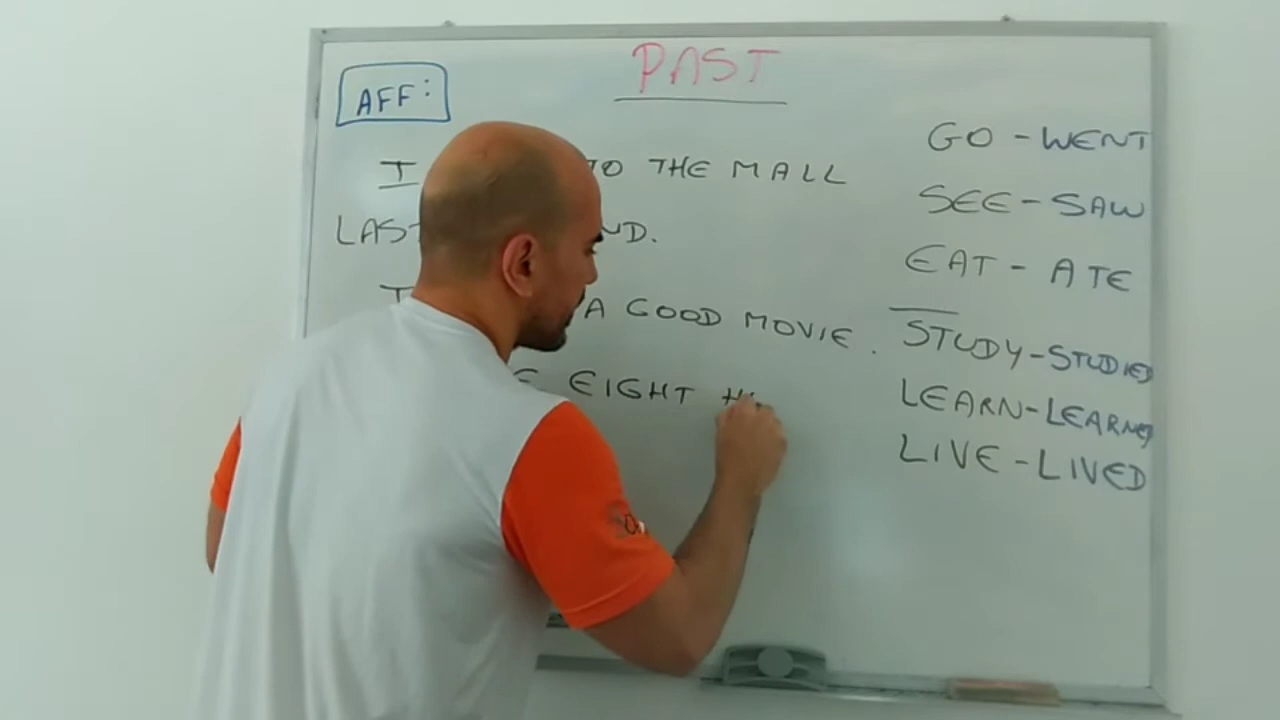 PAST
AFF:
I TO THE MALL
LAST
A GOOD MOVIE.
EIGHT
GO - WENT
SEE - SAW
EAT - ATE
STUDY - STUDIED
LEARN - LEARNED
LIVE - LIVED